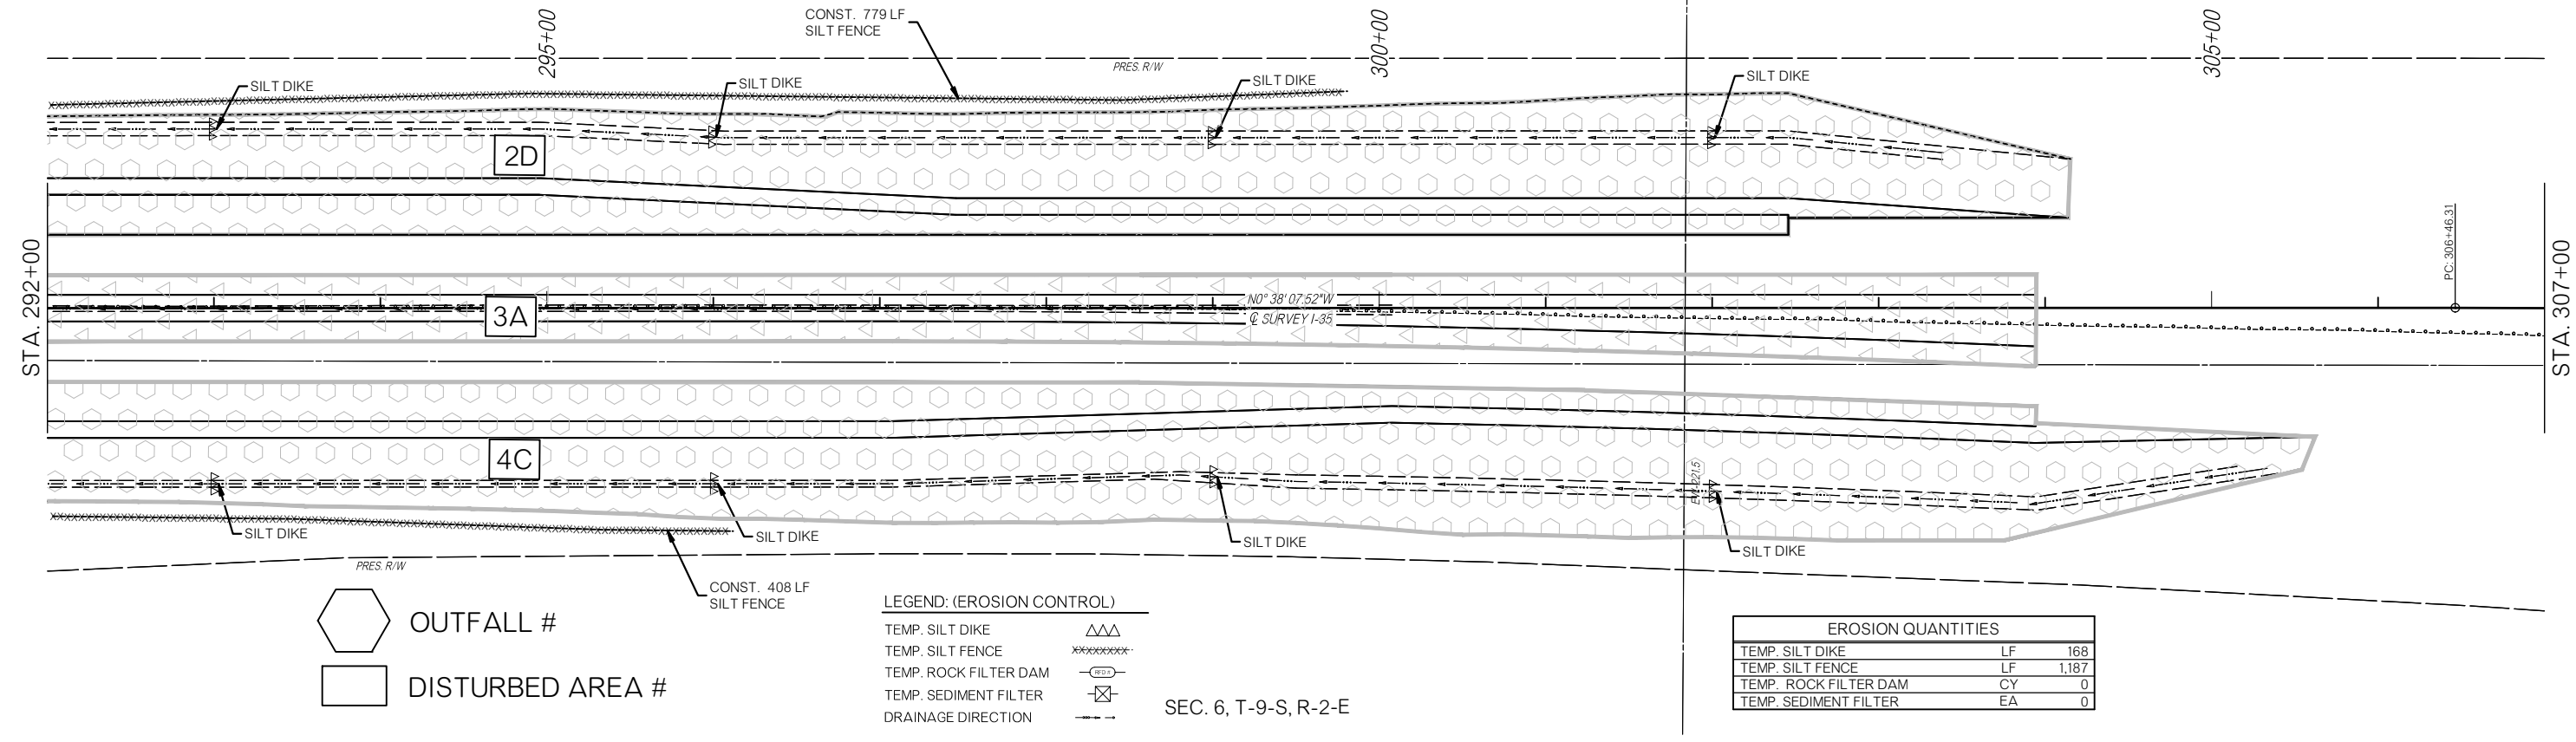 CONST. 779 LF
SILT FENCE
295+00
300+00
305+00
PRES. R/W
SILT DIKE
SILT DIKE
SILT DIKE
SILT DIKE
2D
STA. 292+00
N0° 38' 07.52"W
℄ SURVEY I-35
3A
PC: 306+46.31
STA. 307+00
4C
SILT DIKE
SILT DIKE
SILT DIKE
SILT DIKE
PRES. R/W
CONST. 408 LF
SILT FENCE
OUTFALL #
DISTURBED AREA #
LEGEND: (EROSION CONTROL)
TEMP. SILT DIKE
TEMP. SILT FENCE
TEMP. ROCK FILTER DAM
TEMP. SEDIMENT FILTER
DRAINAGE DIRECTION
SEC. 6, T-9-S, R-2-E
EROSION QUANTITIES
TEMP. SILT DIKE LF 168
TEMP. SILT FENCE LF 1,187
TEMP. ROCK FILTER DAM CY 0
TEMP. SEDIMENT FILTER EA 0